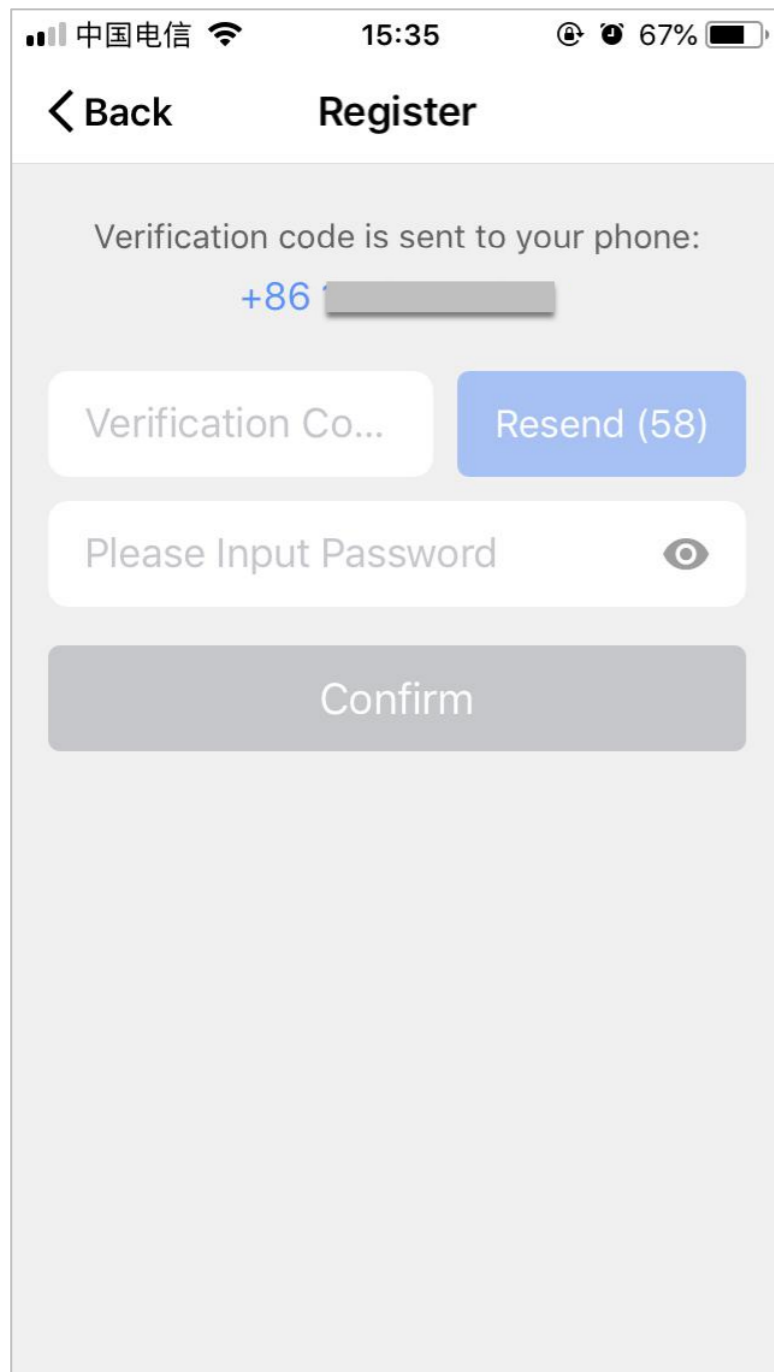 中国电信 15:35 67%
Back Register
Verification code is sent to your phone:
+86
Verification Co... Resend (58)
Please Input Password
Confirm